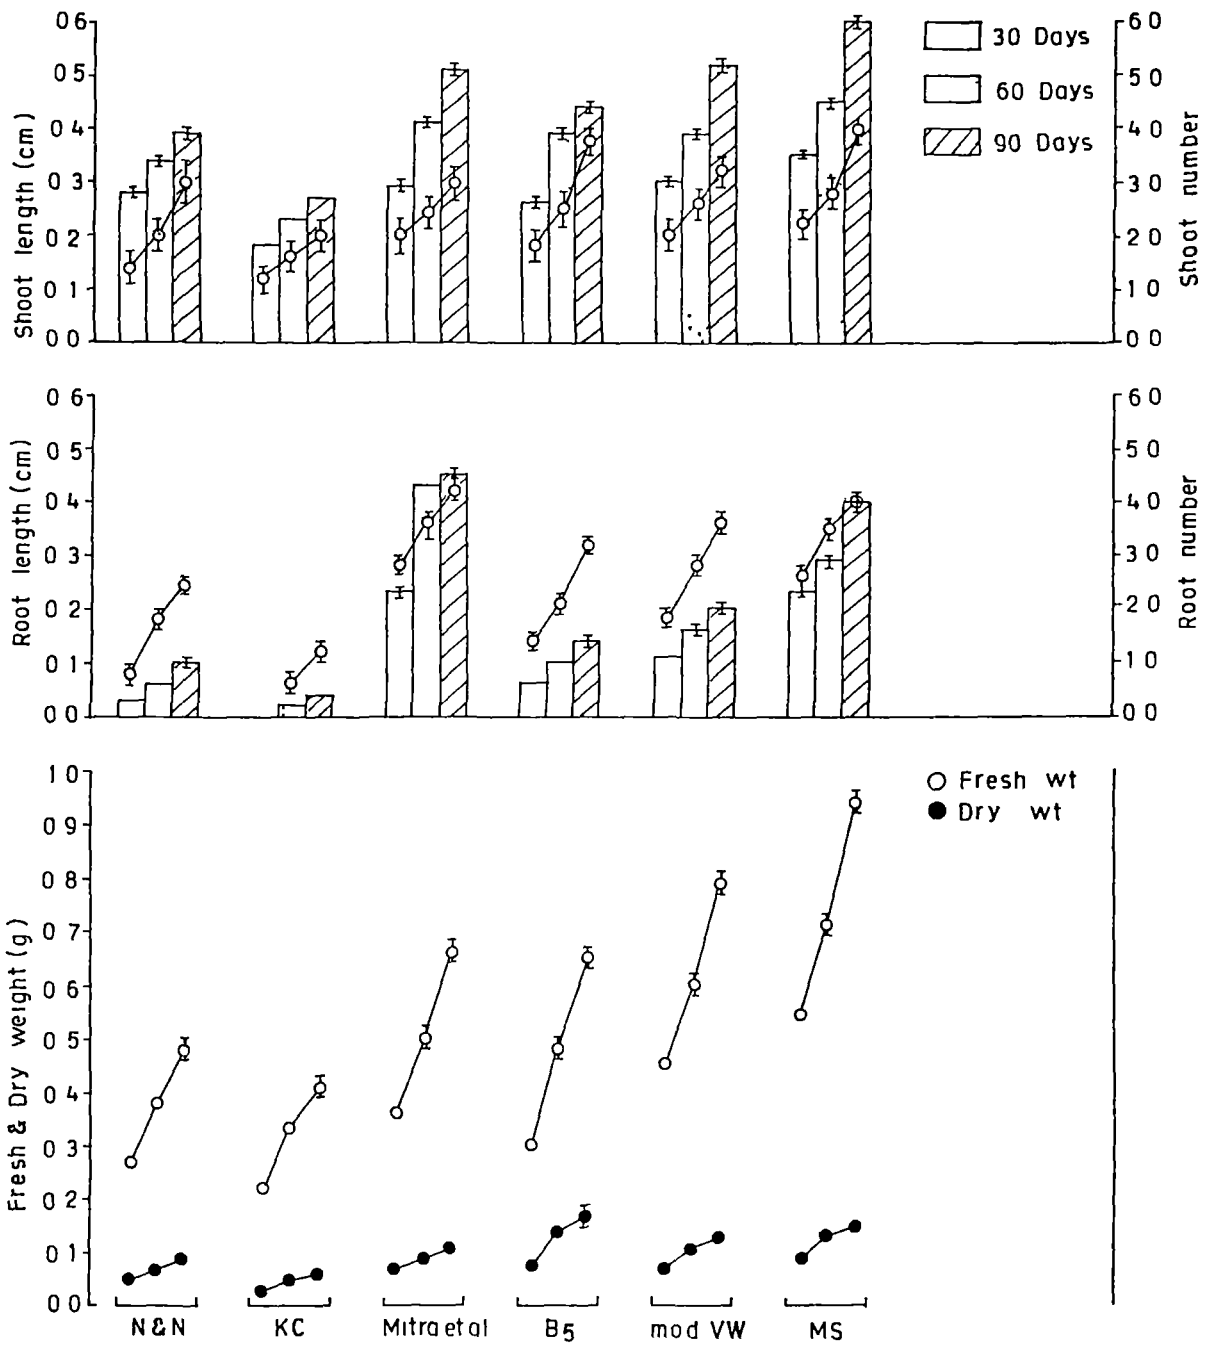 0 6
0 5
0 4
0 3
0 2
0 1
0 0
Shoot length (cm)
6 0
5 0
4 0
3 0
2 0
1 0
0 0
Shoot number
30 Days
60 Days
90 Days
0 6
0 5
0 4
0 3
0 2
0 1
0 0
Root length (cm)
6 0
5 0
4 0
3 0
2 0
1 0
0 0
Root number
1 0
0 9
0 8
0 7
0 6
0 5
0 4
0 3
0 2
0 1
0 0
Fresh & Dry weight (g)
Fresh wt
Dry wt
N & N
KC
Mitra et al
B5
mod VW
MS